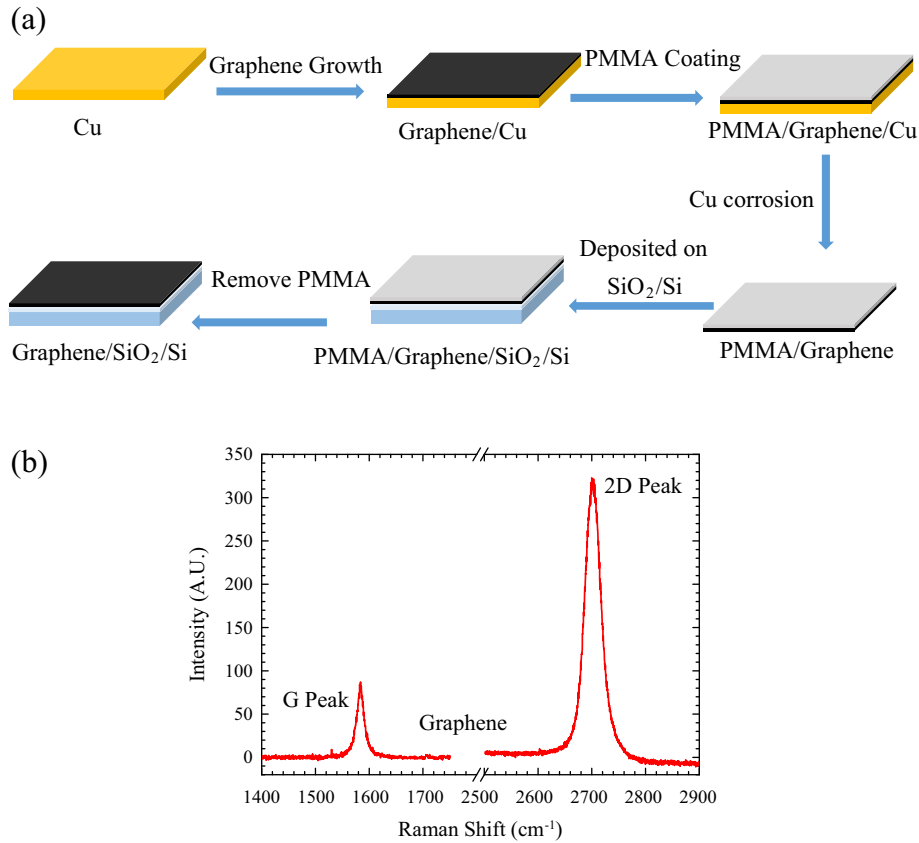 (a)
Graphene Growth
PMMA Coating
Cu
Graphene/Cu
PMMA/Graphene/Cu
Cu corrosion
Deposited on
SiO₂/Si
Remove PMMA
Graphene/SiO₂/Si
PMMA/Graphene/SiO₂/Si
PMMA/Graphene
(b)
350
300
250
200
150
100
50
0
Intensity (A.U.)
2D Peak
G Peak
Graphene
1400 1500 1600 1700 2500 2600 2700 2800 2900
Raman Shift (cm⁻¹)